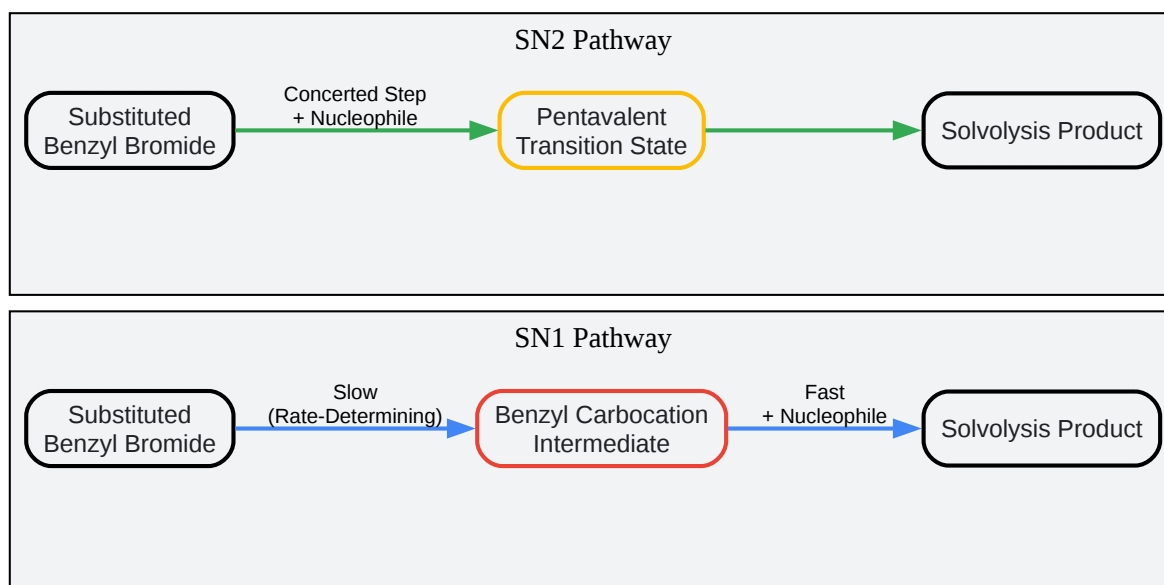 SN2 Pathway
Substituted
Benzyl Bromide
Concerted Step
+ Nucleophile
Pentavalent
Transition State
Solvolysis Product
SN1 Pathway
Substituted
Benzyl Bromide
Slow
(Rate-Determining)
Benzyl Carbocation
Intermediate
Fast
+ Nucleophile
Solvolysis Product